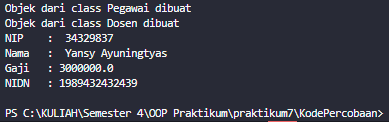 Objek dari class Pegawai dibuat
Objek dari class Dosen dibuat
NIP    :  34329837
Nama   :  Yansy Ayuningtyas
Gaji : 3000000.0
NIDN   : 1989432432439
PS C:\KULIAH\Semester 4\OOP Praktikum\praktikum7\KodePercobaan>